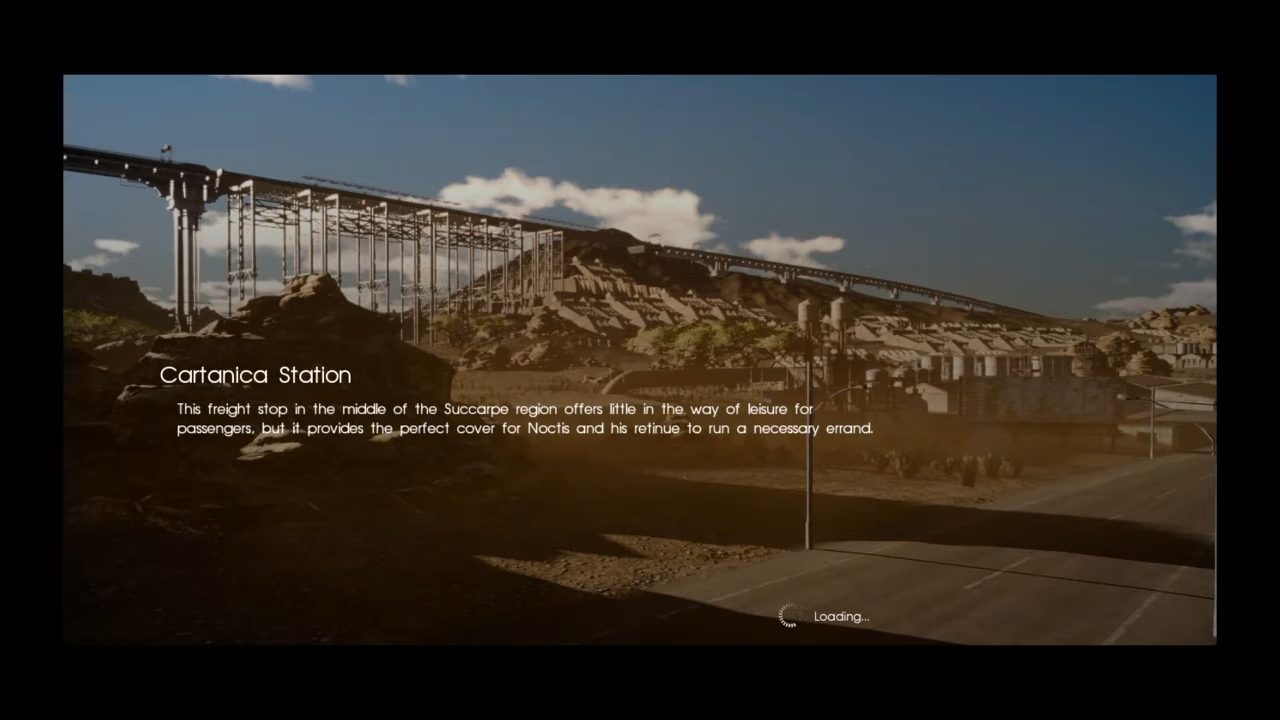 Cartanica Station
This freight stop in the middle of the Succarpe region offers little in the way of leisure for
passengers, but it provides the perfect cover for Noctis and his retinue to run a necessary errand.
Loading...